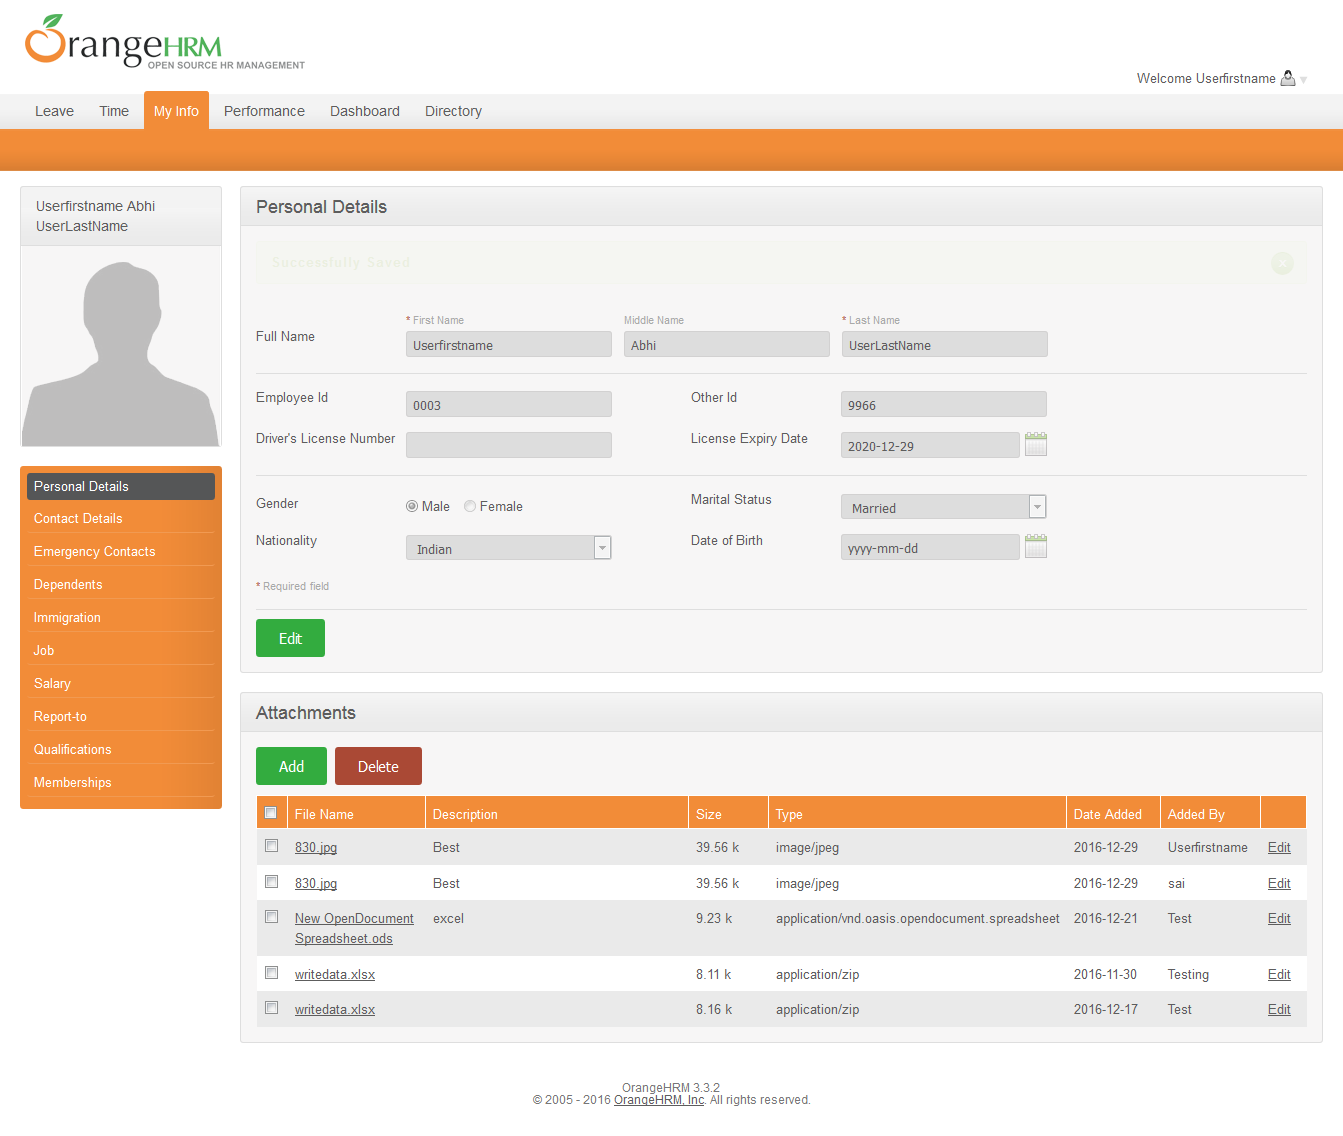 OrangeHRM
OPEN SOURCE HR MANAGEMENT
Welcome Userfirstname
Leave Time My Info Performance Dashboard Directory
Userfirstname Abhi
UserLastName
Personal Details
Contact Details
Emergency Contacts
Dependents
Immigration
Job
Salary
Report-to
Qualifications
Memberships
Personal Details
Successfully Saved
* First Name Middle Name * Last Name
Full Name Userfirstname Abhi UserLastName
Employee Id 0003 Other Id 9966
Driver's License Number License Expiry Date 2020-12-29
Gender Male Female Marital Status Married
Nationality Indian Date of Birth yyyy-mm-dd
* Required field
Edit
Attachments
Add Delete
File Name Description Size Type Date Added Added By
830.jpg Best 39.56 k image/jpeg 2016-12-29 Userfirstname Edit
830.jpg Best 39.56 k image/jpeg 2016-12-29 sai Edit
New OpenDocument excel 9.23 k application/vnd.oasis.opendocument.spreadsheet 2016-12-21 Test Edit
Spreadsheet.ods
writedata.xlsx 8.11 k application/zip 2016-11-30 Testing Edit
writedata.xlsx 8.16 k application/zip 2016-12-17 Test Edit
OrangeHRM 3.3.2
© 2005 - 2016 OrangeHRM, Inc. All rights reserved.